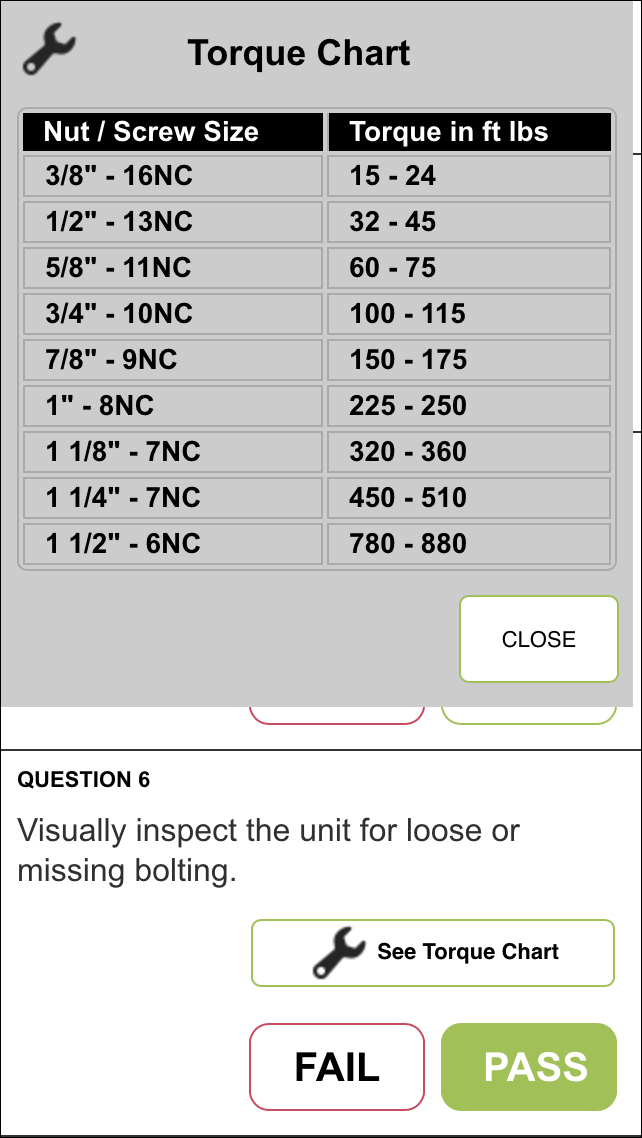 Torque Chart
Nut / Screw Size Torque in ft lbs
3/8" - 16NC 15 - 24
1/2" - 13NC 32 - 45
5/8" - 11NC 60 - 75
3/4" - 10NC 100 - 115
7/8" - 9NC 150 - 175
1" - 8NC 225 - 250
1 1/8" - 7NC 320 - 360
1 1/4" - 7NC 450 - 510
1 1/2" - 6NC 780 - 880
CLOSE
QUESTION 6
Visually inspect the unit for loose or
missing bolting.
See Torque Chart
FAIL PASS